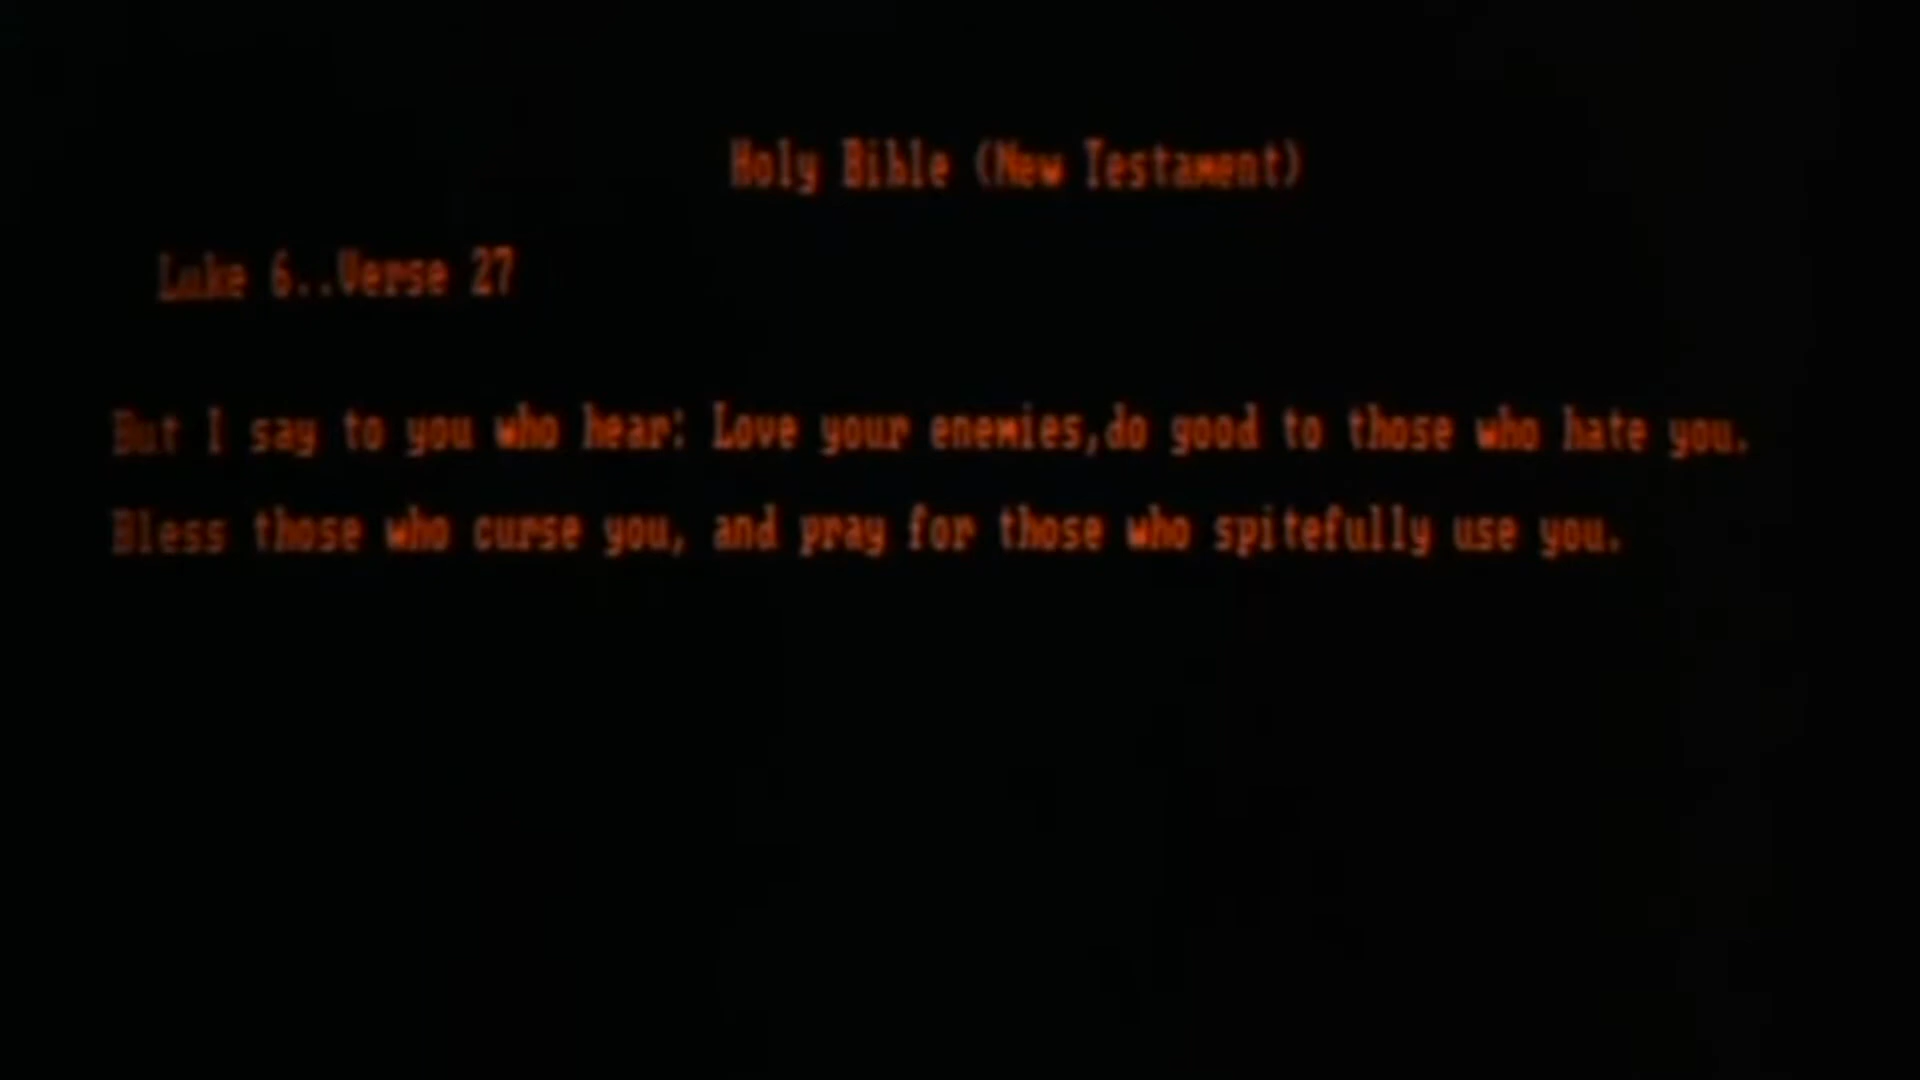 Holy Bible (New Testament)
Luke 6..Verse 27
But I say to you who hear: Love your enemies,do good to those who hate you.
Bless those who curse you, and pray for those who spitefully use you.